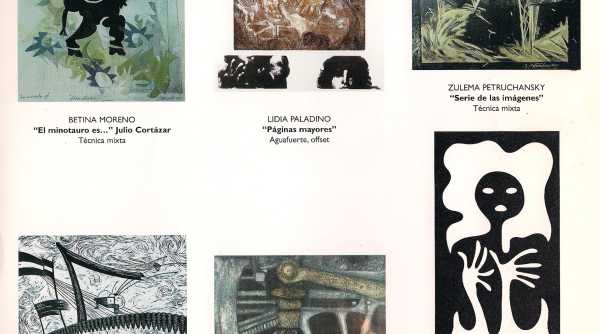 BETINA MORENO
"El minotauro es..." Julio Cortázar
Técnica mixta
LIDIA PALADINO
"Páginas mayores"
Aguafuerte, offset
ZULEMA PETRUCHANSKY
"Serie de las imágenes"
Técnica mixta